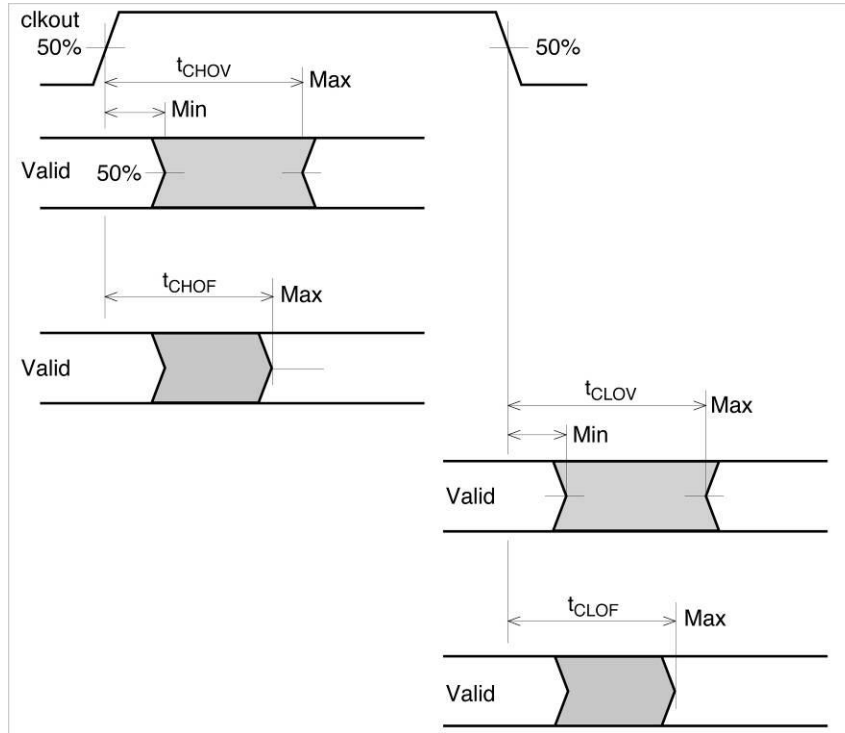 clkout
50%
50%
tCHOV
Max
Min
Valid
50%
tCHOF
Max
Valid
tCLOV
Max
Min
Valid
tCLOF
Max
Valid